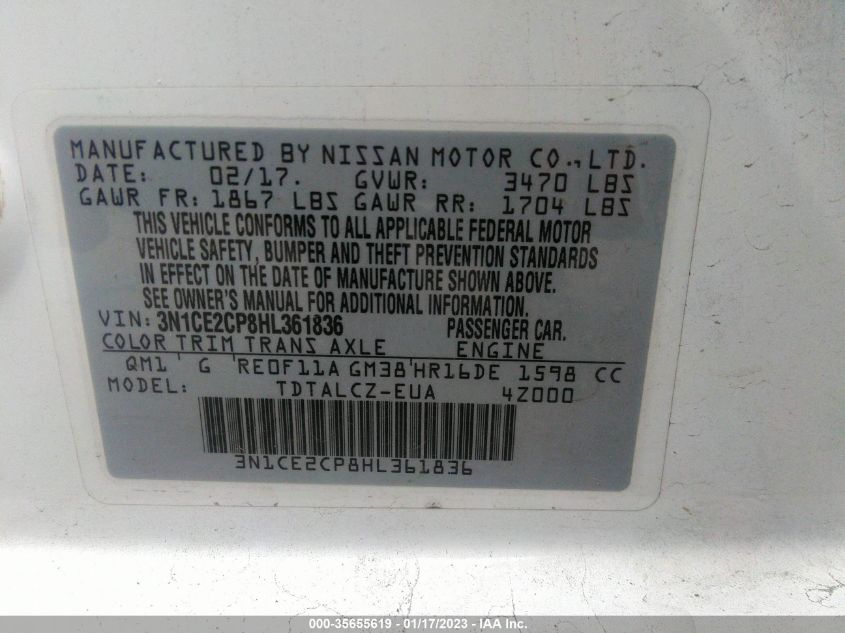 MANUFACTURED BY NISSAN MOTOR CO., LTD.
DATE: 02/17. GVWR: 3470 LBS
GAWR FR: 1867 LBS GAWR RR: 1704 LBS
THIS VEHICLE CONFORMS TO ALL APPLICABLE FEDERAL MOTOR
VEHICLE SAFETY, BUMPER AND THEFT PREVENTION STANDARDS
IN EFFECT ON THE DATE OF MANUFACTURE SHOWN ABOVE.
SEE OWNER'S MANUAL FOR ADDITIONAL INFORMATION.
VIN: 3N1CE2CP8HL361836 PASSENGER CAR.
COLOR TRIM TRANS AXLE ENGINE
QM1 ' G 'RE0F11A GM38'HR16DE 1598 CC
MODEL: TDTALCZ-EUA 4Z000
3N1CE2CP8HL361836
000-35655619 - 01/17/2023 - © IAA, Inc.